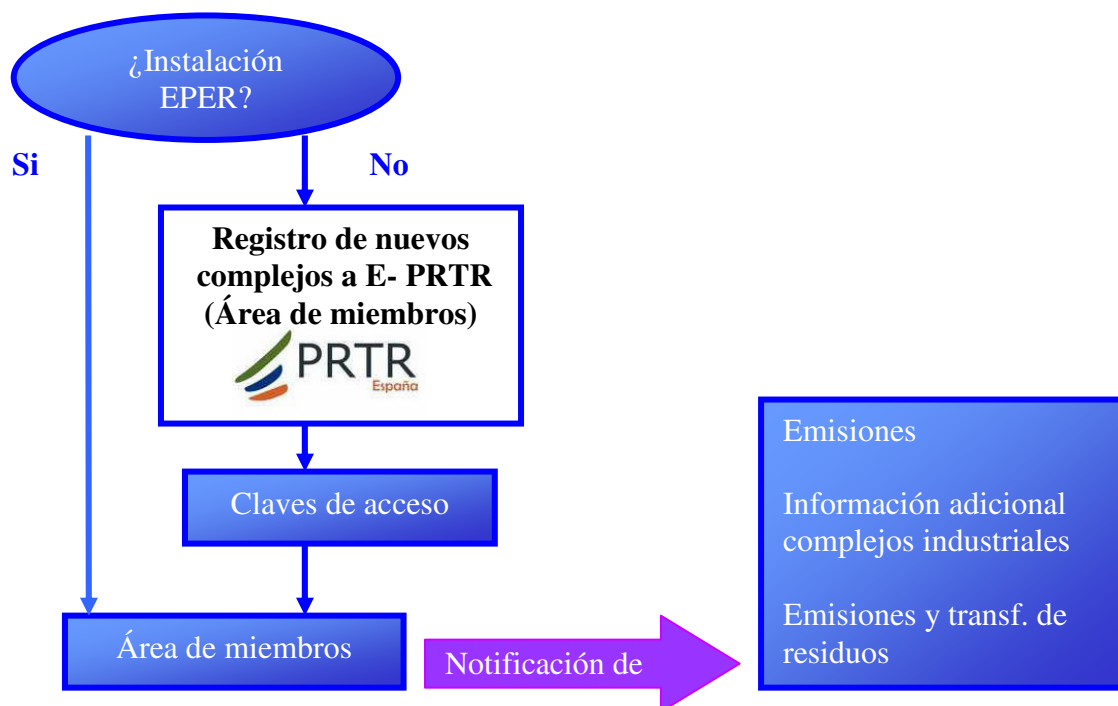 ¿Instalación
EPER?
Si
No
Registro de nuevos
complejos a E- PRTR
(Área de miembros)
PRTR
España
Claves de acceso
Área de miembros
Notificación de
Emisiones
Información adicional
complejos industriales
Emisiones y transf. de
residuos